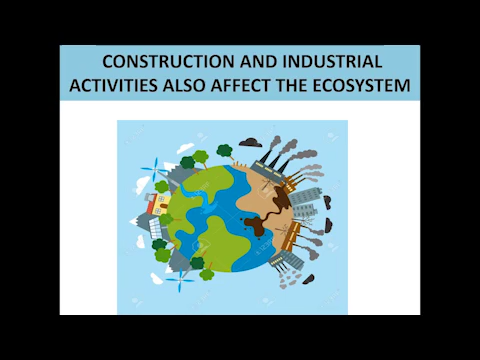 CONSTRUCTION AND INDUSTRIAL
ACTIVITIES ALSO AFFECT THE ECOSYSTEM